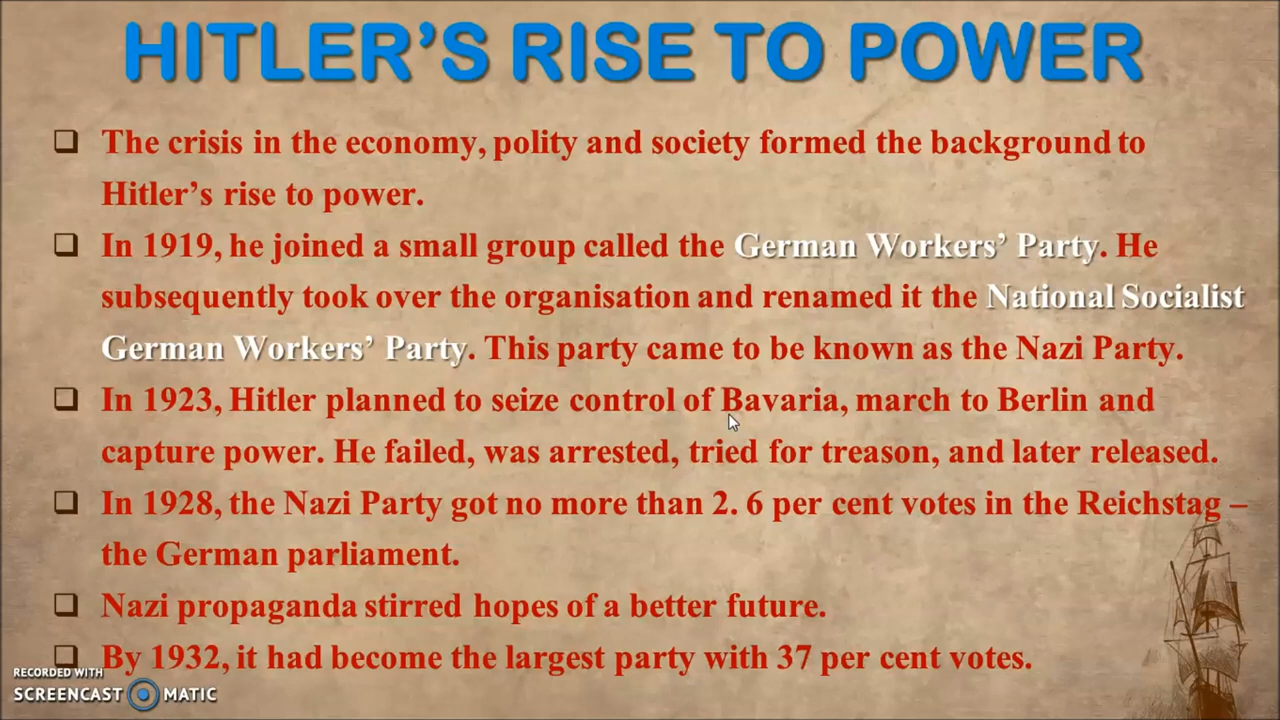 HITLER'S RISE TO POWER
The crisis in the economy, polity and society formed the background to
Hitler's rise to power.
In 1919, he joined a small group called the German Workers' Party. He
subsequently took over the organisation and renamed it the National Socialist
German Workers' Party. This party came to be known as the Nazi Party.
In 1923, Hitler planned to seize control of Bavaria, march to Berlin and
capture power. He failed, was arrested, tried for treason, and later released.
In 1928, the Nazi Party got no more than 2. 6 per cent votes in the Reichstag –
the German parliament.
Nazi propaganda stirred hopes of a better future.
By 1932, it had become the largest party with 37 per cent votes.
RECORDED WITH
SCREENCAST MATIC